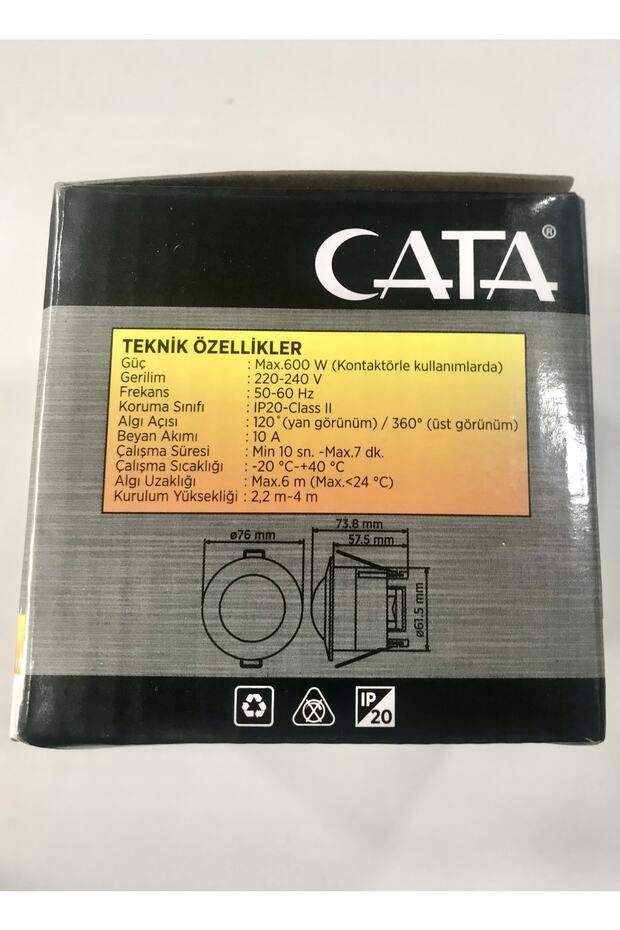 CATA®
TEKNİK ÖZELLİKLER
Güç : Max.600 W (Kontaktörle kullanımlarda)
Gerilim : 220-240 V
Frekans : 50-60 Hz
Koruma Sınıfı : IP20-Class II
Algı Açısı : 120˚(yan görünüm) / 360° (üst görünüm)
Beyan Akımı : 10 A
Çalışma Süresi : Min 10 sn. -Max.7 dk.
Çalışma Sıcaklığı : -20 °C~+40 °C
Algı Uzaklığı : Max.6 m (Max.<24 °C)
Kurulum Yüksekliği : 2,2 m~4 m
73.8 mm
ø76 mm
57.5 mm
ø61.5 mm
IP
20